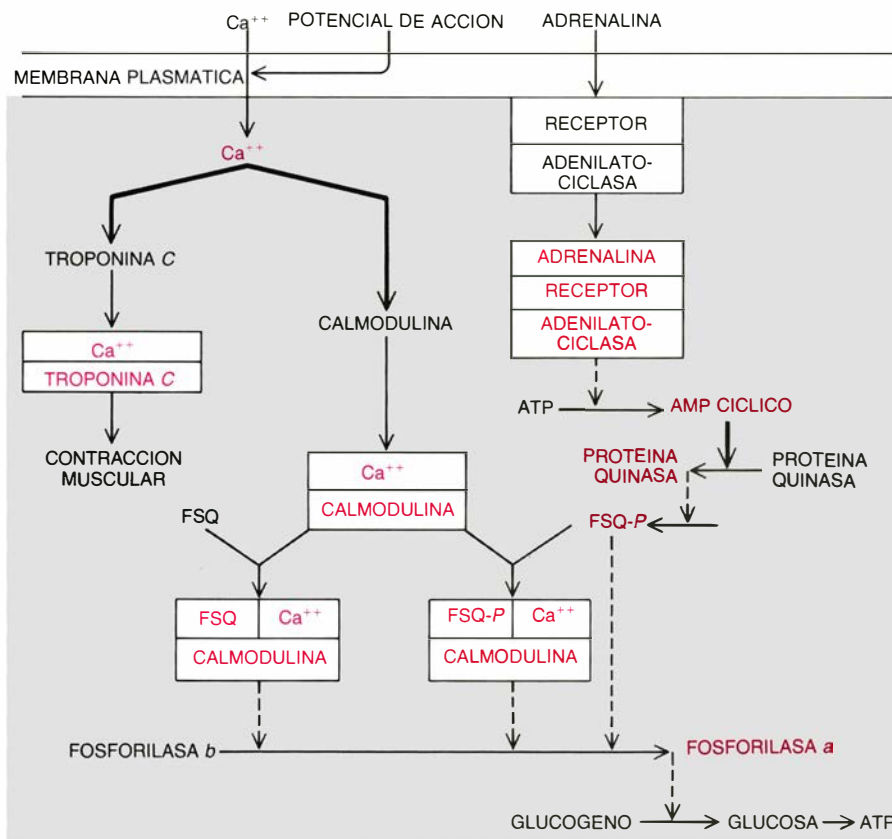 Ca⁺⁺ POTENCIAL DE ACCION ADRENALINA
MEMBRANA PLASMATICA
RECEPTOR
ADENILATO-
CICLASA
Ca⁺⁺
TROPONINA C
ADRENALINA
RECPTOR
ADENILATO-
CICLASA
CALMODULINA
Ca⁺⁺
TROPONINA C
ATP AMP CICLICO
CONTRACCION
MUSCULAR
PROTEINA
QUINASA
PROTEINA
QUINASA
Ca⁺⁺
CALMODULINA
FSQ
FSQ-P
FSQ Ca⁺⁺
CALMODULINA
FSQ-P Ca⁺⁺
CALMODULINA
FOSFORILASA b FOSFORILASA a
GLUCOGENO GLUCOSA ATP